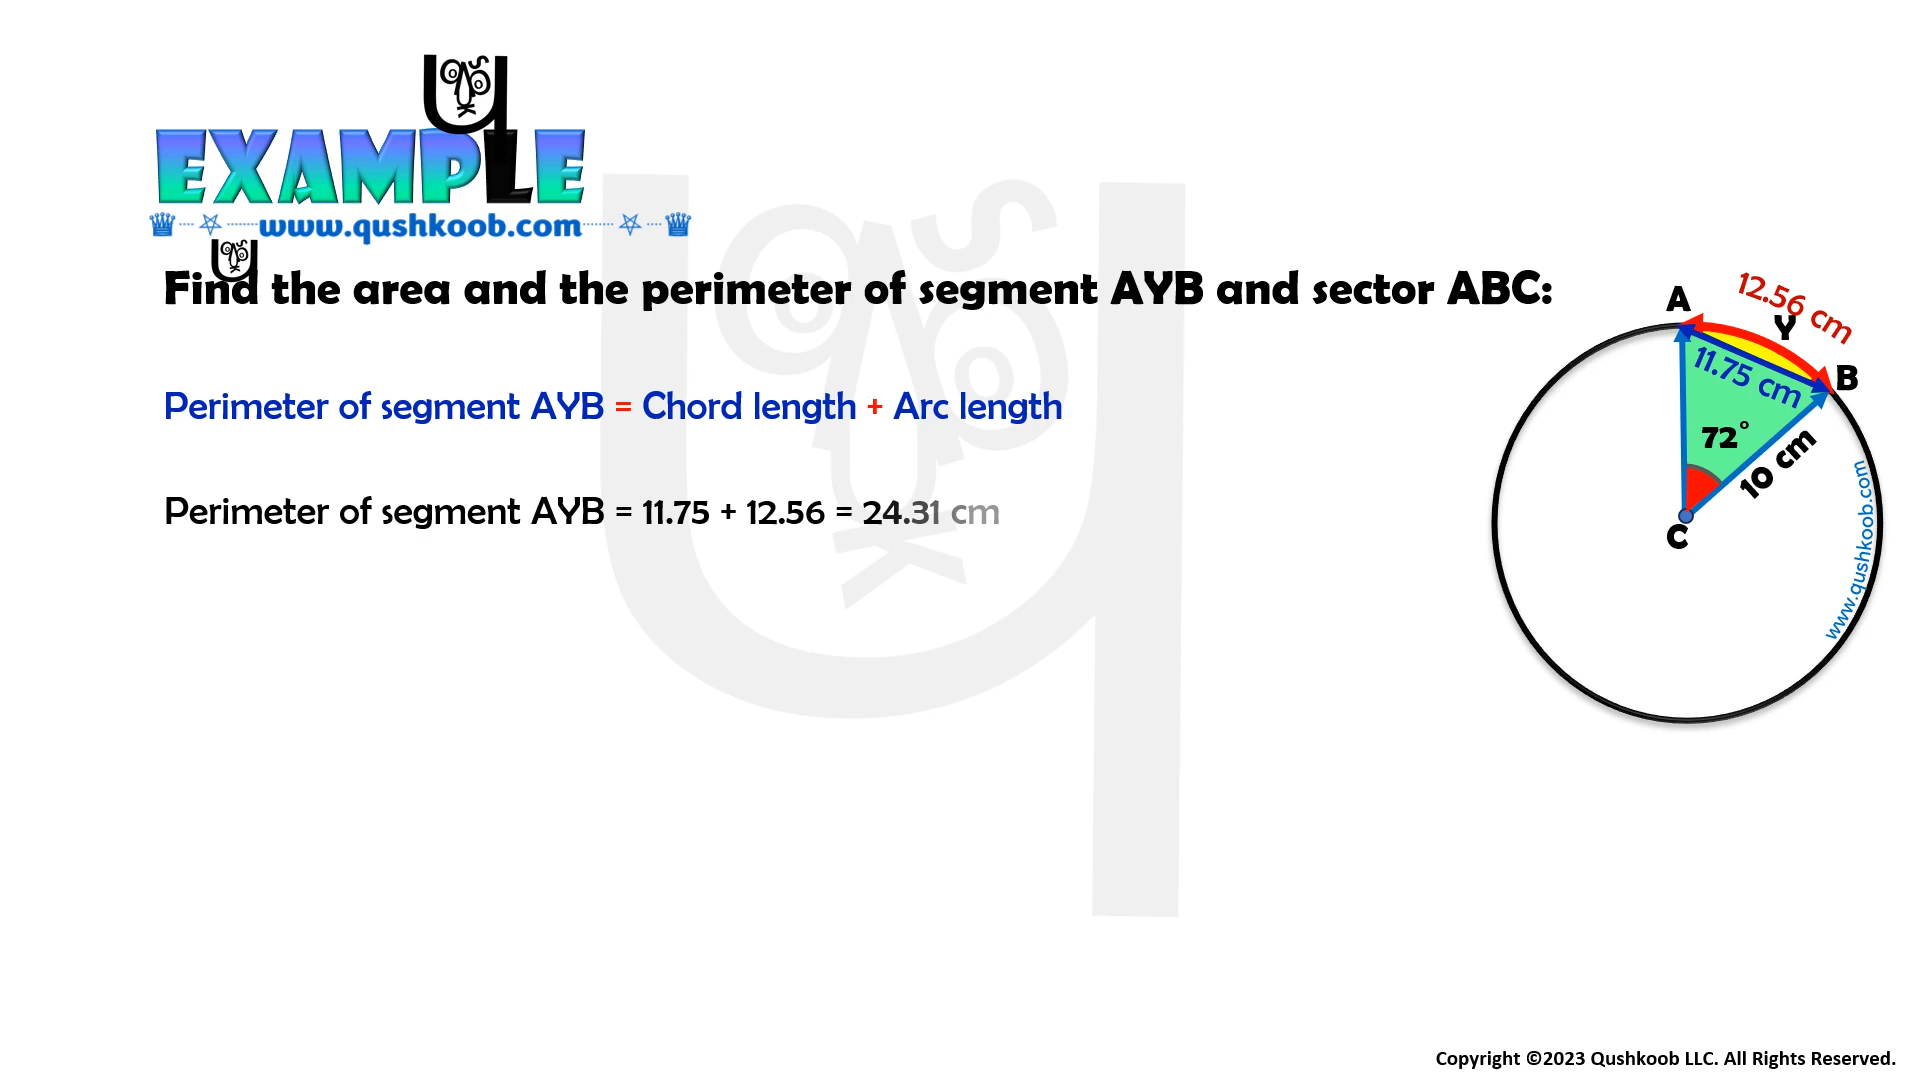 EXAMPLE
www.qushkoob.com
Find the area and the perimeter of segment AYB and sector ABC:
Perimeter of segment AYB = Chord length + Arc length
Perimeter of segment AYB = 11.75 + 12.56 = 24.31 cm
A
12.56 cm
Y
B
11.75 cm
72°
10 cm
C
www.qushkoob.com
Copyright ©2023 Qushkoob LLC. All Rights Reserved.